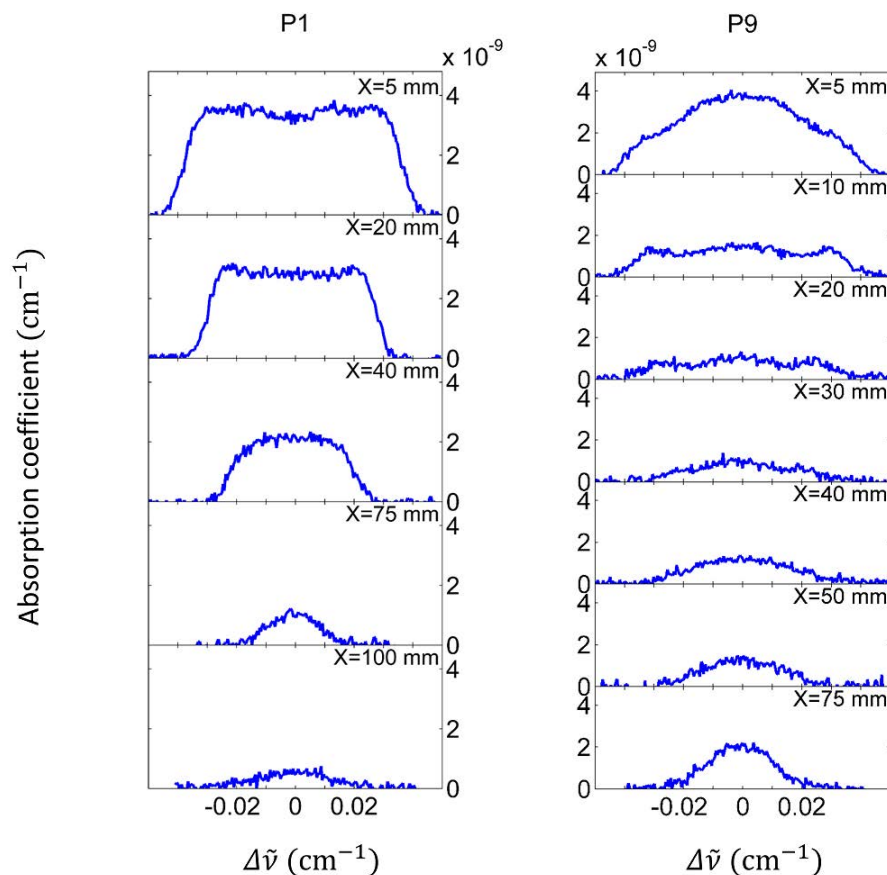 P1
Absorption coefficient (cm⁻¹)
x 10⁻⁹
X=5 mm
4
2
0
X=20 mm
4
2
0
X=40 mm
4
2
0
X=75 mm
4
2
0
X=100 mm
4
2
0
-0.02 0 0.02
Δν̃ (cm⁻¹)
P9
x 10⁻⁹
X=5 mm
4
2
0
X=10 mm
4
2
0
X=20 mm
4
2
0
X=30 mm
4
2
0
X=40 mm
4
2
0
X=50 mm
4
2
0
X=75 mm
4
2
0
-0.02 0 0.02
Δν̃ (cm⁻¹)